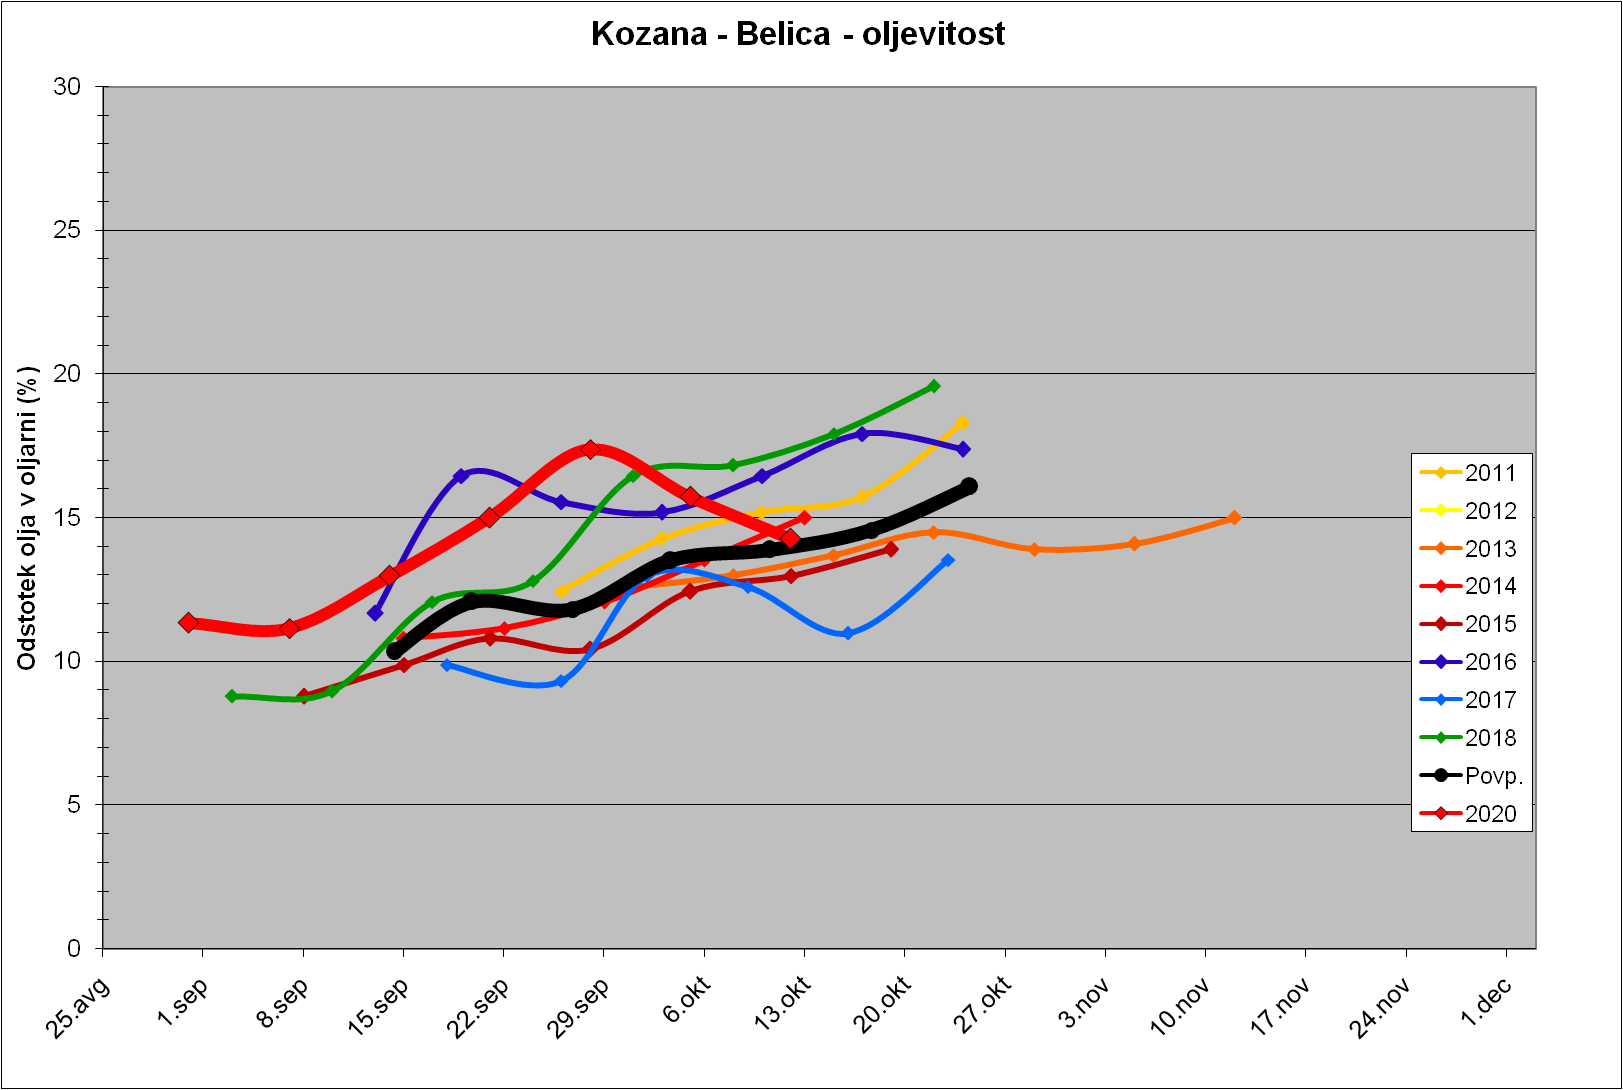 Kozana - Belica - oljevitost
Odstotek olja v oljarni (%)
30
25
20
15
10
5
0
25.avg
1.sep
8.sep
15.sep
22.sep
29.sep
6.okt
13.okt
20.okt
27.okt
3.nov
10.nov
17.nov
24.nov
1.dec
2011
2012
2013
2014
2015
2016
2017
2018
Povp.
2020